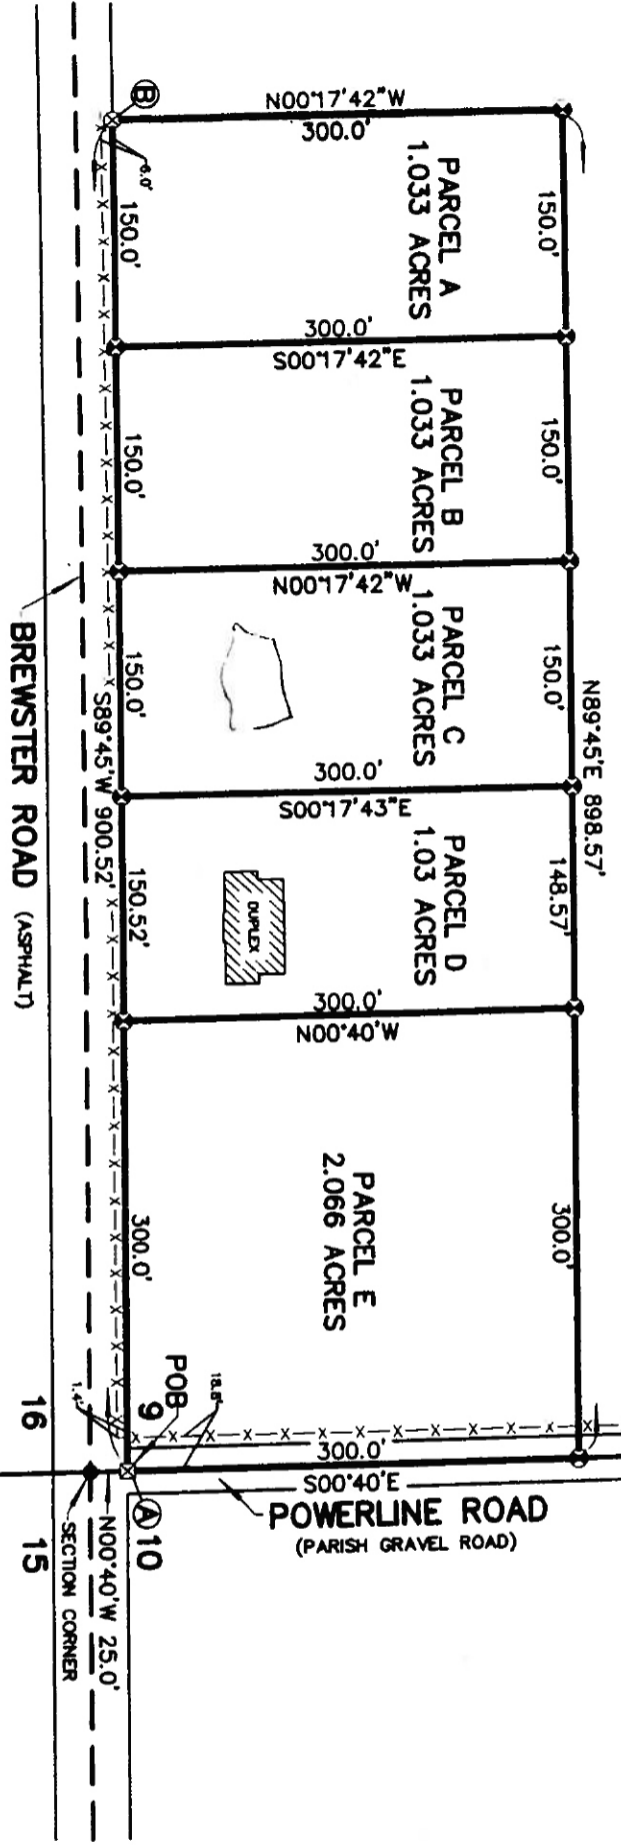 B
N00°17'42"W
300.0'
6.0'
150.0'
150.0'
PARCEL A
1.033 ACRES
300.0'
S00°17'42"E
150.0'
150.0'
PARCEL B
1.033 ACRES
300.0'
N00°17'42"W
150.0'
150.0'
PARCEL C
1.033 ACRES
N89°45'E 898.57'
S89°45'W 900.52'
300.0'
S00°17'43"E
150.52'
148.57'
PARCEL D
1.03 ACRES
DUPLEX
BREWSTER ROAD (ASPHALT)
300.0'
N00°40'W
PARCEL E
2.066 ACRES
300.0'
300.0'
18.8'
1.4'
POB
9
16
300.0'
S00°40'E
POWERLINE ROAD
(PARISH GRAVEL ROAD)
A
10
15
N00°40'W 25.0'
SECTION CORNER